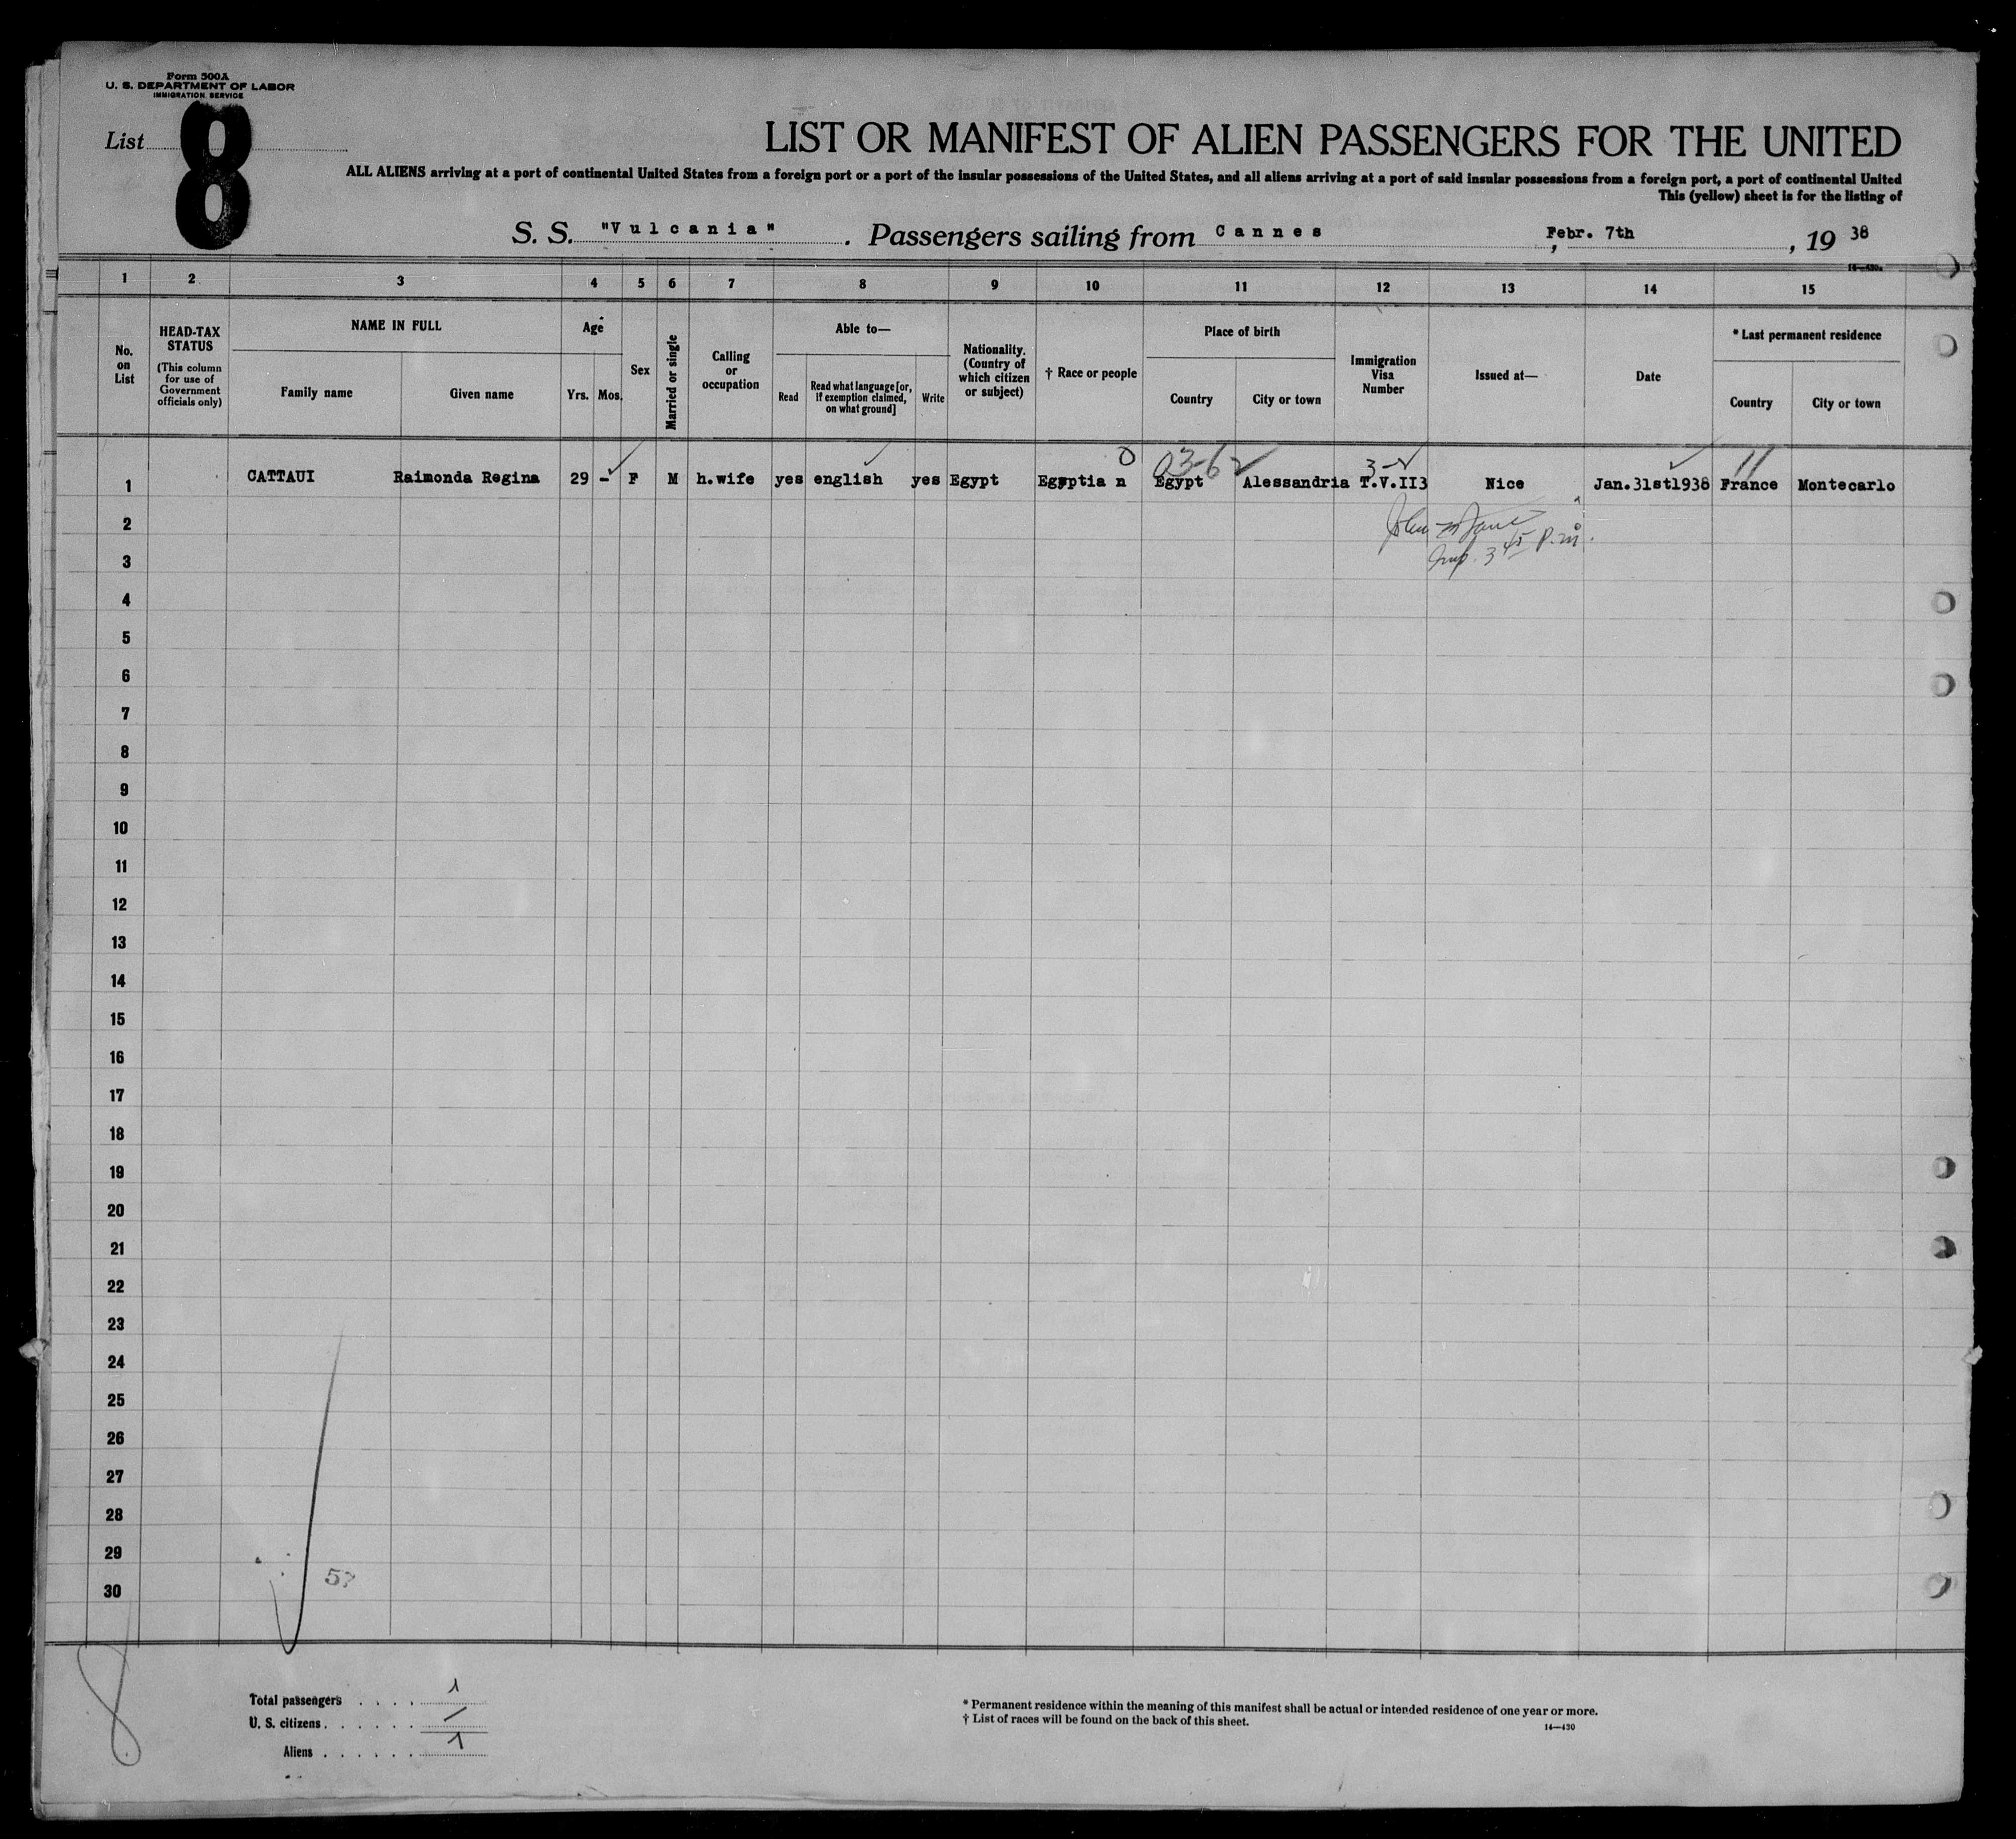 Form 500A
U. S. DEPARTMENT OF LABOR
IMMIGRATION SERVICE
List 8
LIST OR MANIFEST OF ALIEN PASSENGERS FOR THE UNITED
ALL ALIENS arriving at a port of continental United States from a foreign port or a port of the insular possessions of the United States, and all aliens arriving at a port of said insular possessions from a foreign port, a port of continental United
This (yellow) sheet is for the listing of
S. S. "Vulcania". Passengers sailing from Cannes, Febr. 7th, 19 38
1 2 3 4 5 6 7 8 9 10 11 12 13 14 15
No. on List
HEAD-TAX STATUS
(This column for use of Government officials only)
NAME IN FULL
Family name Given name
Age
Yrs. Mos.
Sex
Married or single
Calling or occupation
Able to—
Read
Read what language [or, if exemption claimed, on what ground]
Write
Nationality. (Country of which citizen or subject)
† Race or people
Place of birth
Country City or town
Immigration Visa Number
Issued at—
Date
* Last permanent residence
Country City or town
0 03-6 3- 11
1 CATTAUI Raimonda Regina 29 - F M h.wife yes english yes Egypt Egyptia n Egypt Alessandria T.V.II3 Nice Jan.31st1938 France Montecarlo
2
3 3 45 P.M.
4
5
6
7
8
9
10
11
12
13
14
15
16
17
18
19
20
21
22
23
24
25
26
27
28
29
30
57
8
Total passengers . . . . 1
U. S. citizens . . . . . . /
Aliens . . . . . . 1
* Permanent residence within the meaning of this manifest shall be actual or intended residence of one year or more.
† List of races will be found on the back of this sheet.
14—430